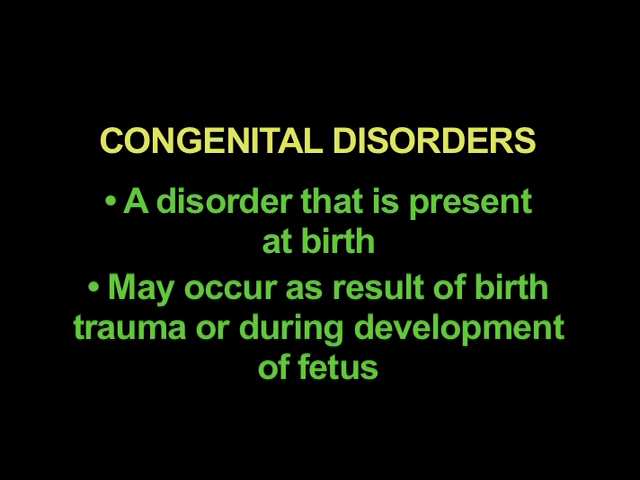 CONGENITAL DISORDERS
• A disorder that is present
at birth
• May occur as result of birth
trauma or during development
of fetus